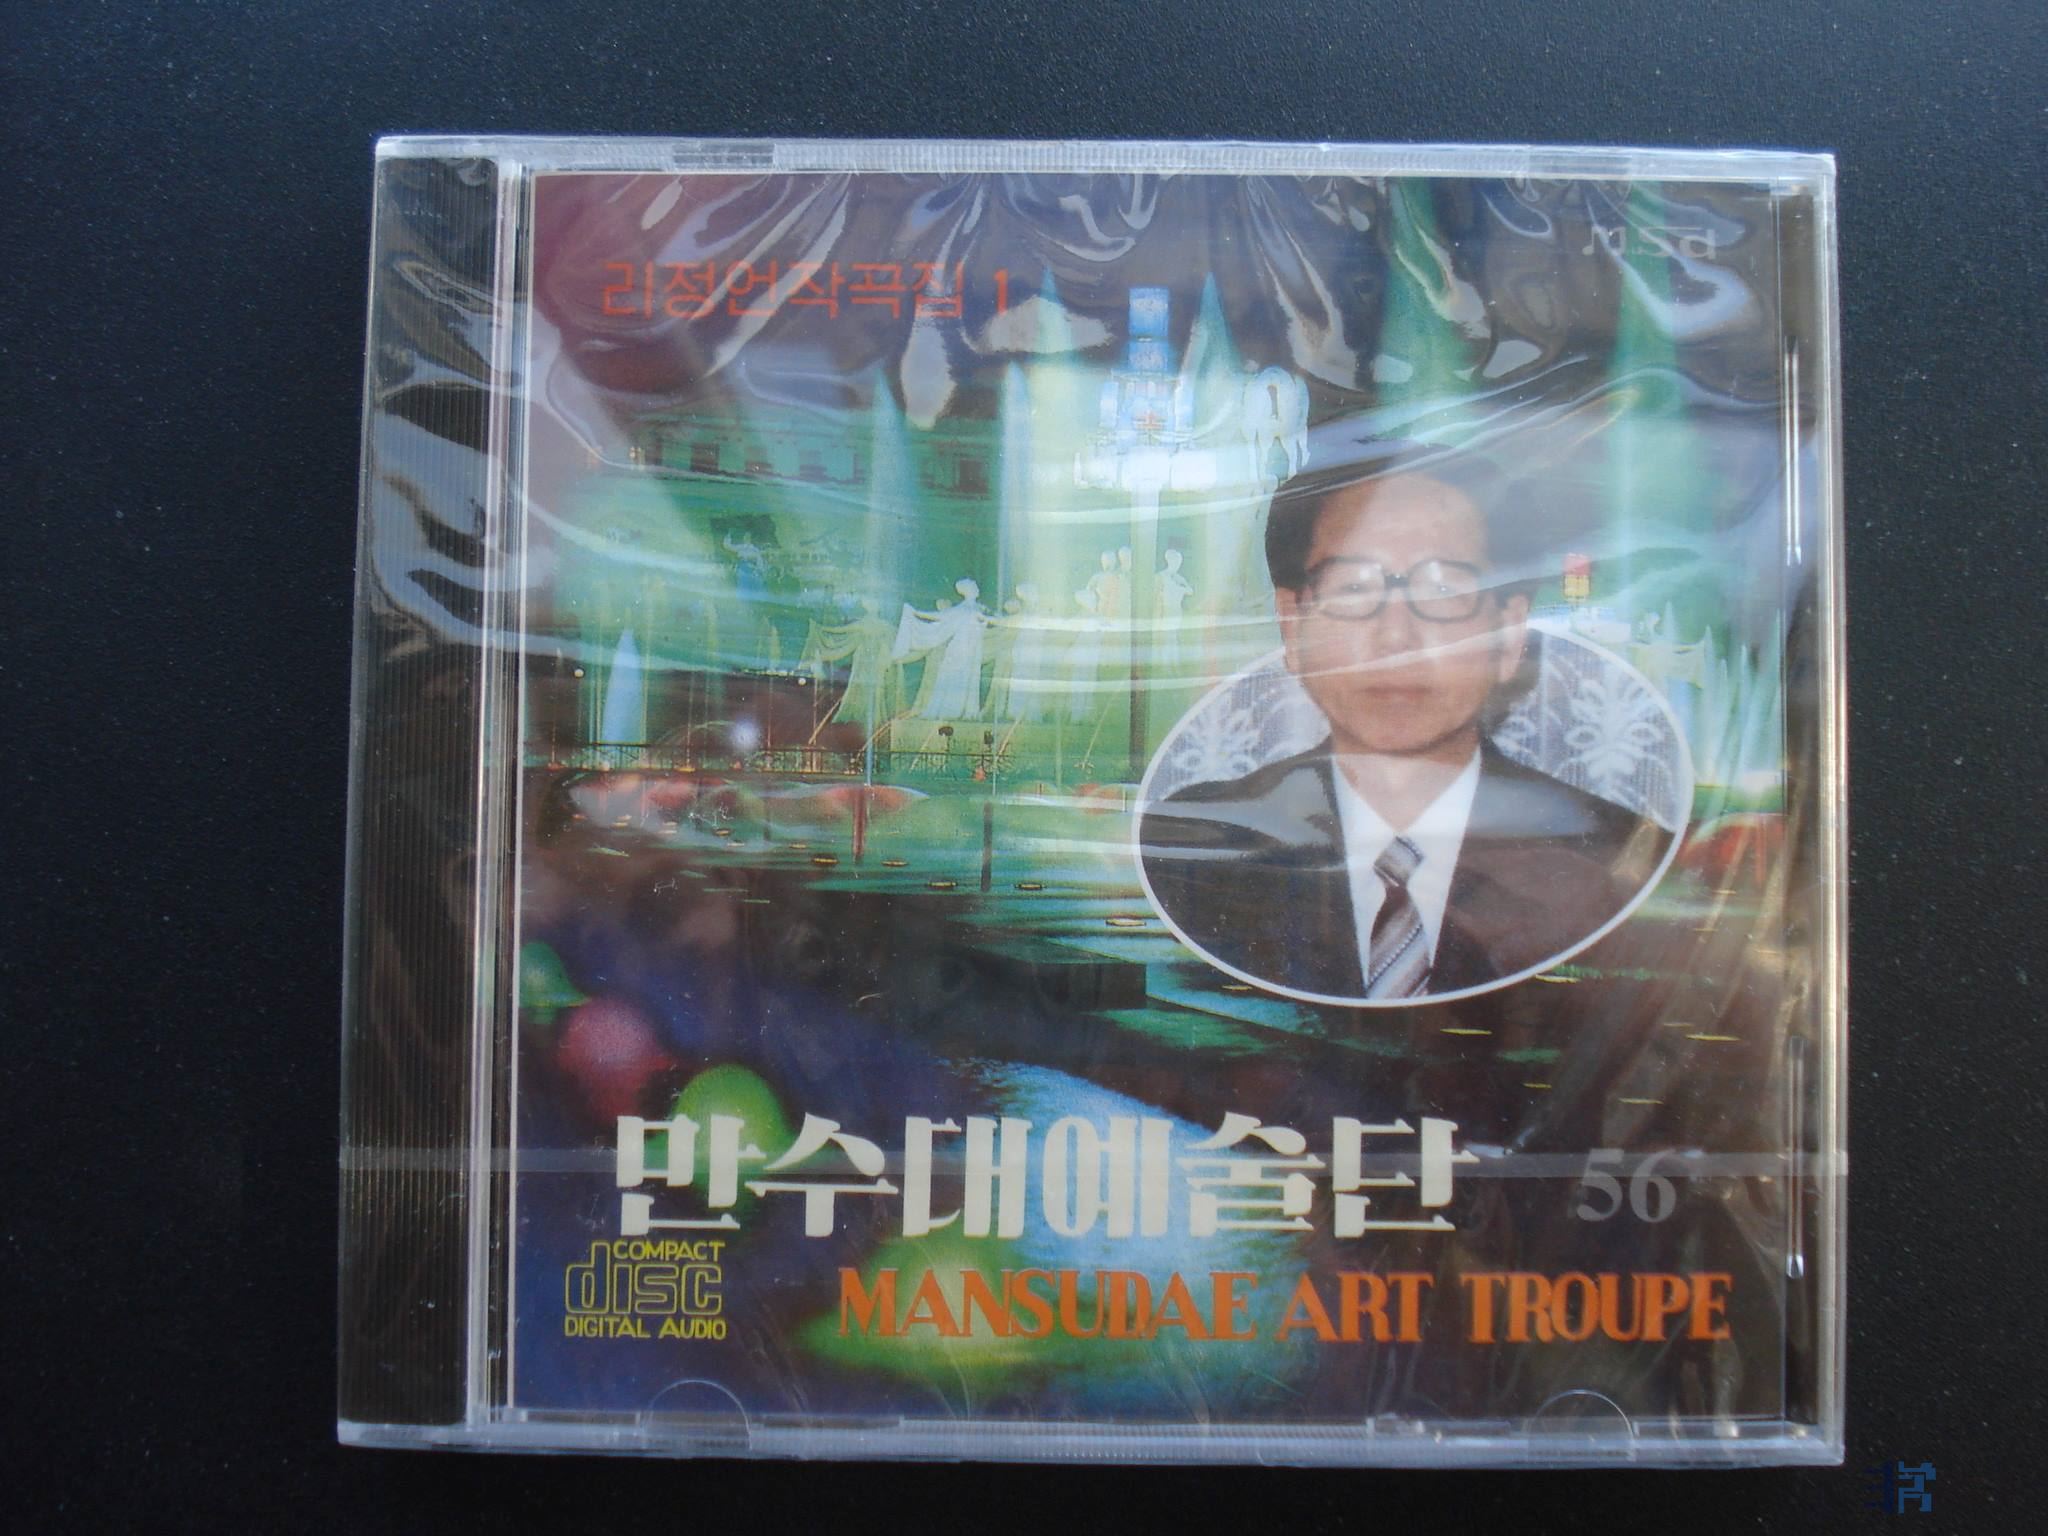 msd
리정언작곡집 1
만수대예술단 56
COMPACT
disc
DIGITAL AUDIO
MANSUDAE ART TROUPE